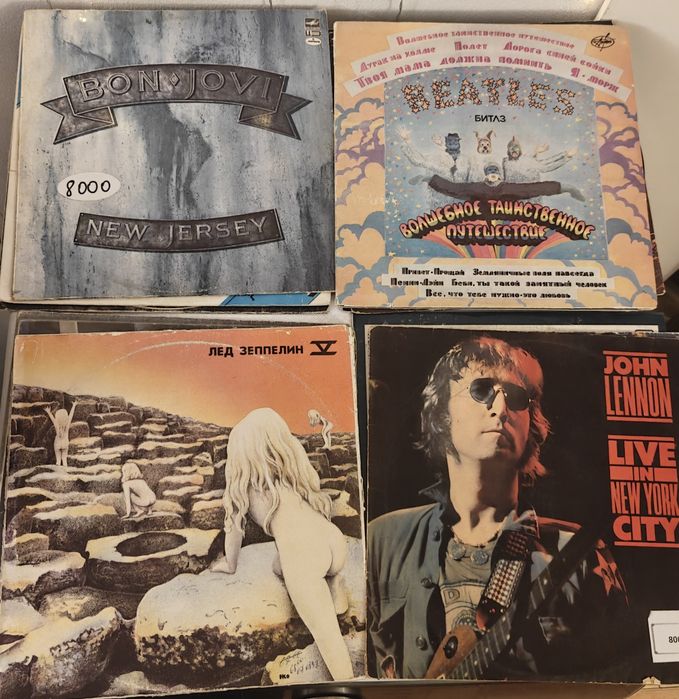 BON JOVI
8000
NEW JERSEY
Волшебное таинственное путешествие
Дурак на холме Полет Дорога синей сойки
Твоя мама должна помнить Я - морж
BEATLES
БИТЛЗ
ВОЛШЕБНОЕ ТАИНСТВЕННОЕ
ПУТЕШЕСТВИЕ
Привет-Прощай Земляничные поля навсегда
Пенни-Лэйн Беби, ты такой занятный человек
Все, что тебе нужно-это любовь
ЛЕД ЗЕППЕЛИН V
JOHN
LENNON
LIVE
IN
NEW YORK
CITY
800